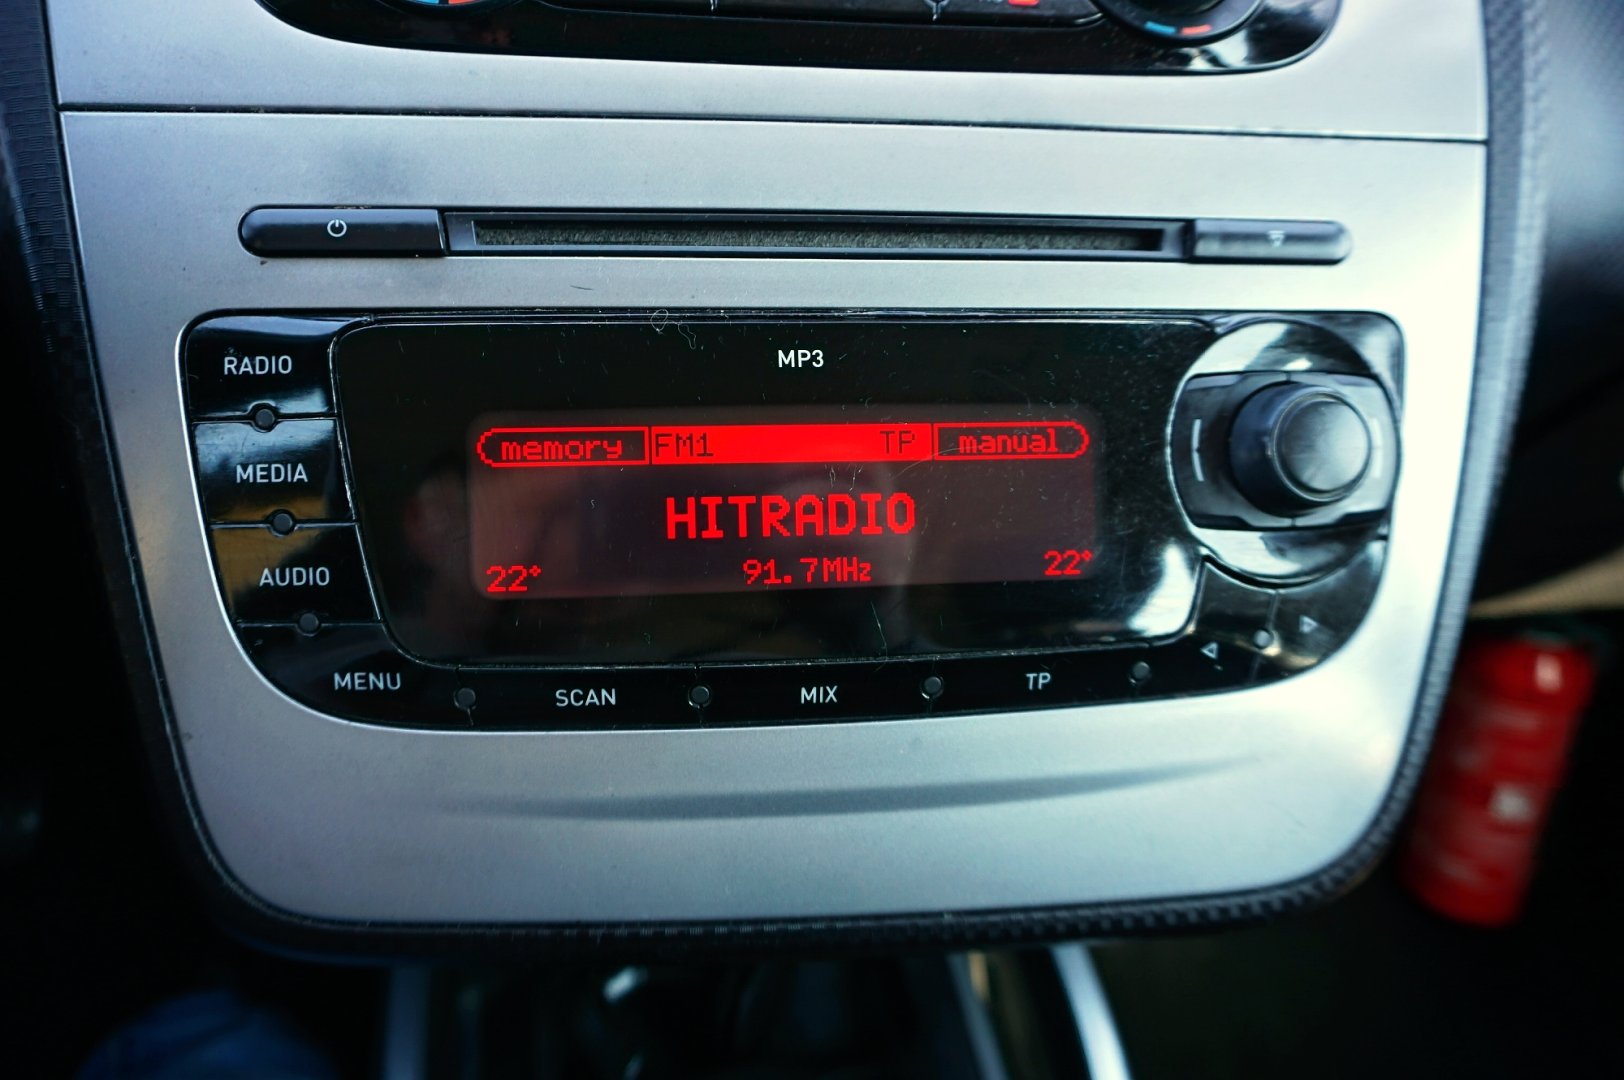 RADIO
MP3
memory FM1 TP manual
MEDIA
HITRADIO
AUDIO
22° 91.7MHz 22°
MENU SCAN MIX TP